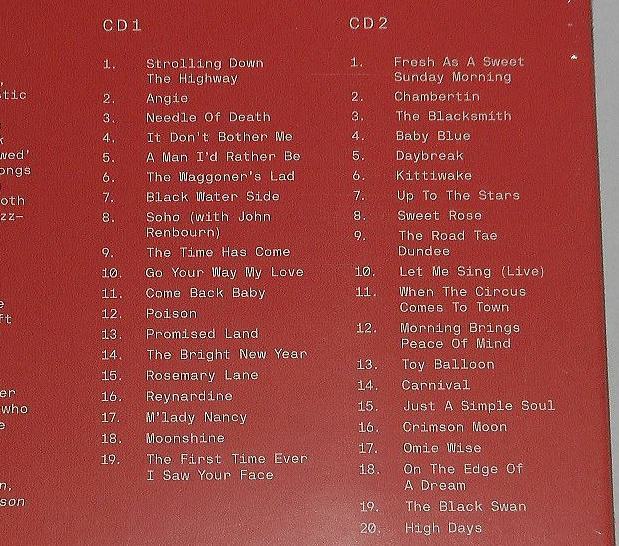 CD1
1. Strolling Down
The Highway
2. Angie
3. Needle Of Death
4. It Don't Bother Me
5. A Man I'd Rather Be
6. The Waggoner's Lad
7. Black Water Side
8. Soho (with John
Renbourn)
9. The Time Has Come
10. Go Your Way My Love
11. Come Back Baby
12. Poison
13. Promised Land
14. The Bright New Year
15. Rosemary Lane
16. Reynardine
17. M'lady Nancy
18. Moonshine
19. The First Time Ever
I Saw Your Face
CD2
1. Fresh As A Sweet
Sunday Morning
2. Chambertin
3. The Blacksmith
4. Baby Blue
5. Daybreak
6. Kittiwake
7. Up To The Stars
8. Sweet Rose
9. The Road Tae
Dundee
10. Let Me Sing (Live)
11. When The Circus
Comes To Town
12. Morning Brings
Peace Of Mind
13. Toy Balloon
14. Carnival
15. Just A Simple Soul
16. Crimson Moon
17. Omie Wise
18. On The Edge Of
A Dream
19. The Black Swan
20. High Days